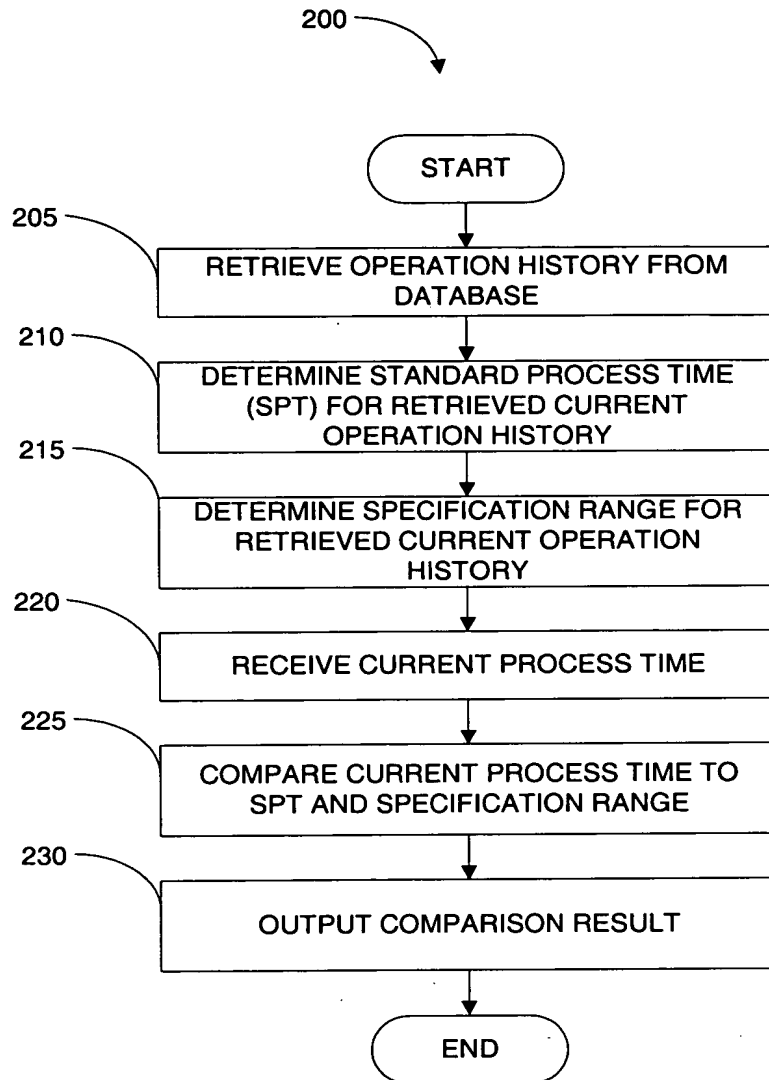 200
START
205
RETRIEVE OPERATION HISTORY FROM
DATABASE
210
DETERMINE STANDARD PROCESS TIME
(SPT) FOR RETRIEVED CURRENT
OPERATION HISTORY
215
DETERMINE SPECIFICATION RANGE FOR
RETRIEVED CURRENT OPERATION
HISTORY
220
RECEIVE CURRENT PROCESS TIME
225
COMPARE CURRENT PROCESS TIME TO
SPT AND SPECIFICATION RANGE
230
OUTPUT COMPARISON RESULT
END